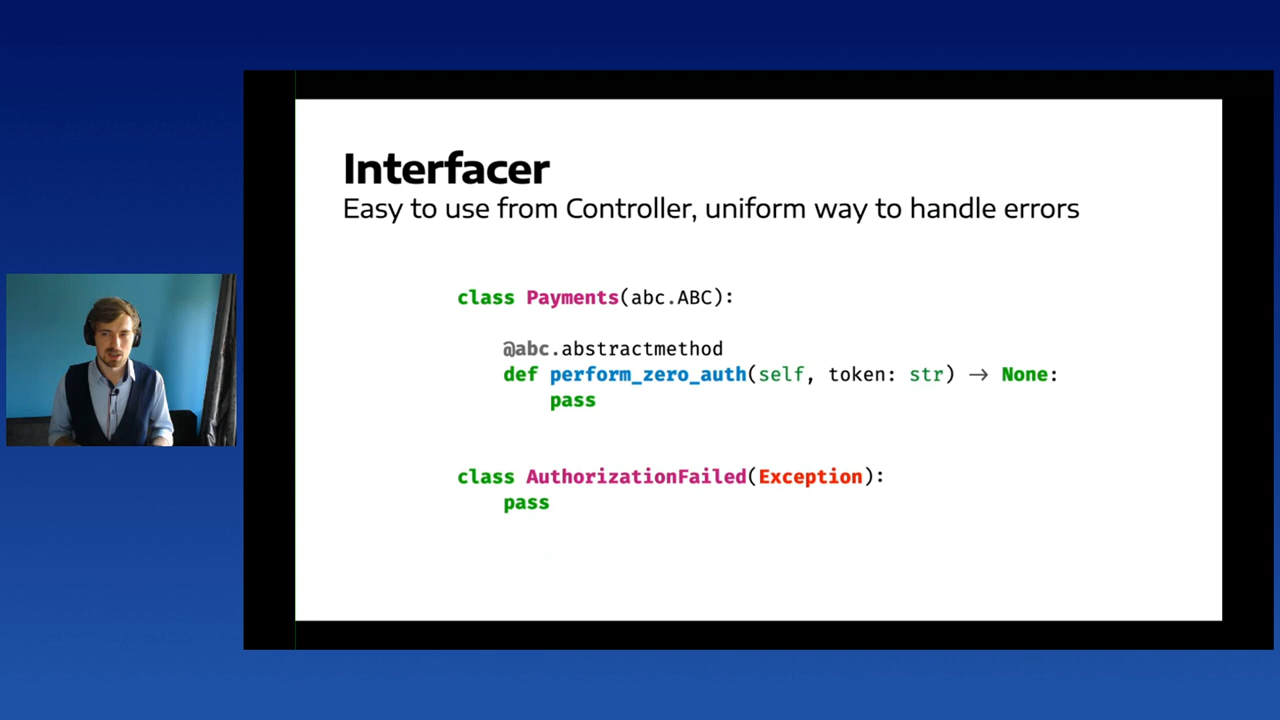 Interfacer
Easy to use from Controller, uniform way to handle errors
class Payments(abc.ABC):
@abc.abstractmethod
def perform_zero_auth(self, token: str) → None:
pass
class AuthorizationFailed(Exception):
pass